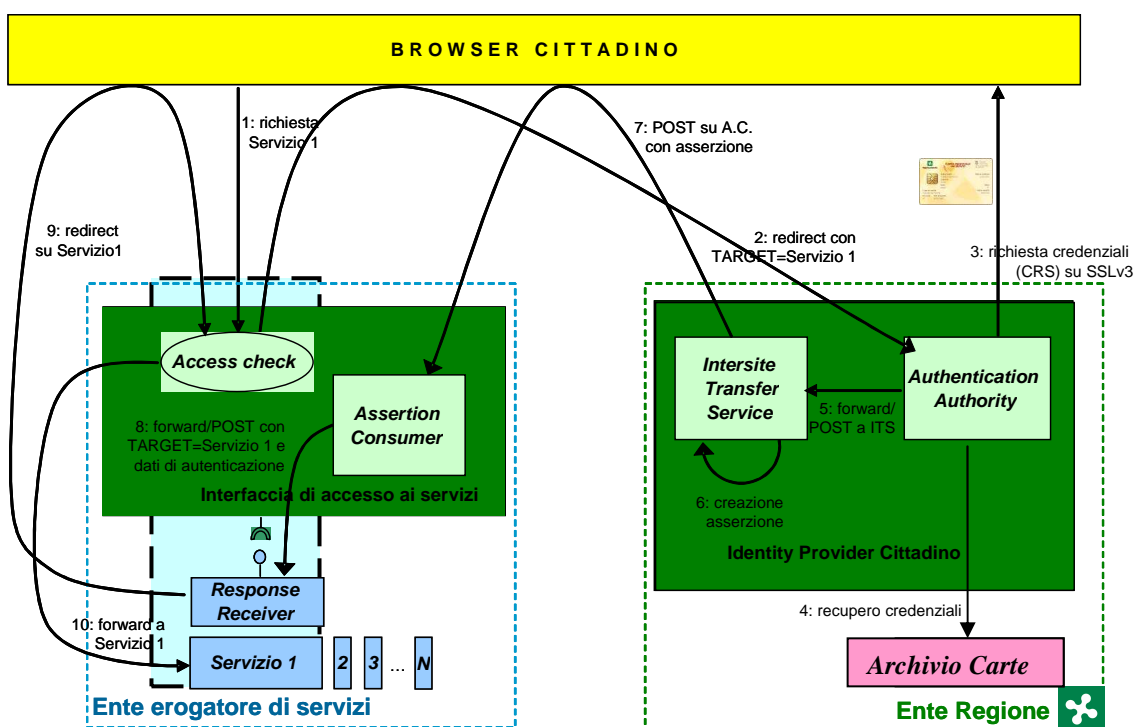 BROWSER CITTADINO
1: richiesta
Servizio 1
7: POST su A.C.
con asserzione
9: redirect
su Servizio1
2: redirect con
TARGET=Servizio 1
3: richiesta credenziali
(CRS) su SSLv3
Access check
Assertion
Consumer
8: forward/POST con
TARGET=Servizio 1 e
dati di autenticazione
Interfaccia di accesso ai servizi
Intersite
Transfer
Service
Authentication
Authority
5: forward/
POST a ITS
6: creazione
asserzione
Identity Provider Cittadino
Response
Receiver
10: forward a
Servizio 1
Servizio 1
2
3
...
N
4: recupero credenziali
Archivio Carte
Ente erogatore di servizi
Ente Regione